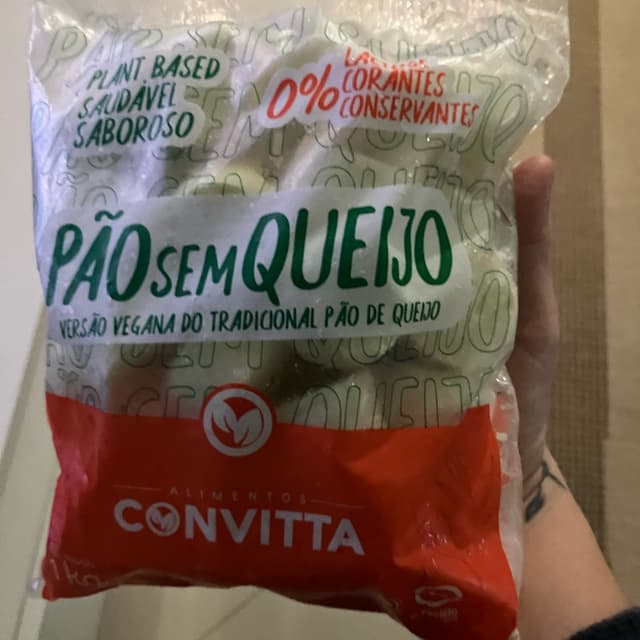 PLANT BASED
SAUDÁVEL
SABOROSO
0%
LACTOSE
CORANTES
CONSERVANTES
PÃO SEM QUEIJO
VERSÃO VEGANA DO TRADICIONAL PÃO DE QUEIJO
ALIMENTOS
CONVITTA
1kg